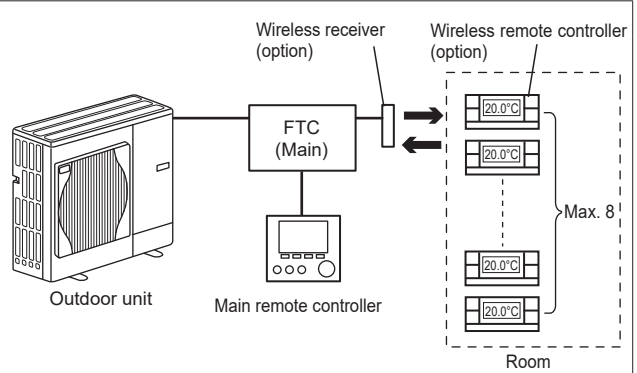 Wireless receiver
(option)
Wireless remote controller
(option)
FTC
(Main)
20.0°C
20.0°C
Max. 8
20.0°C
20.0°C
Outdoor unit
Main remote controller
Room